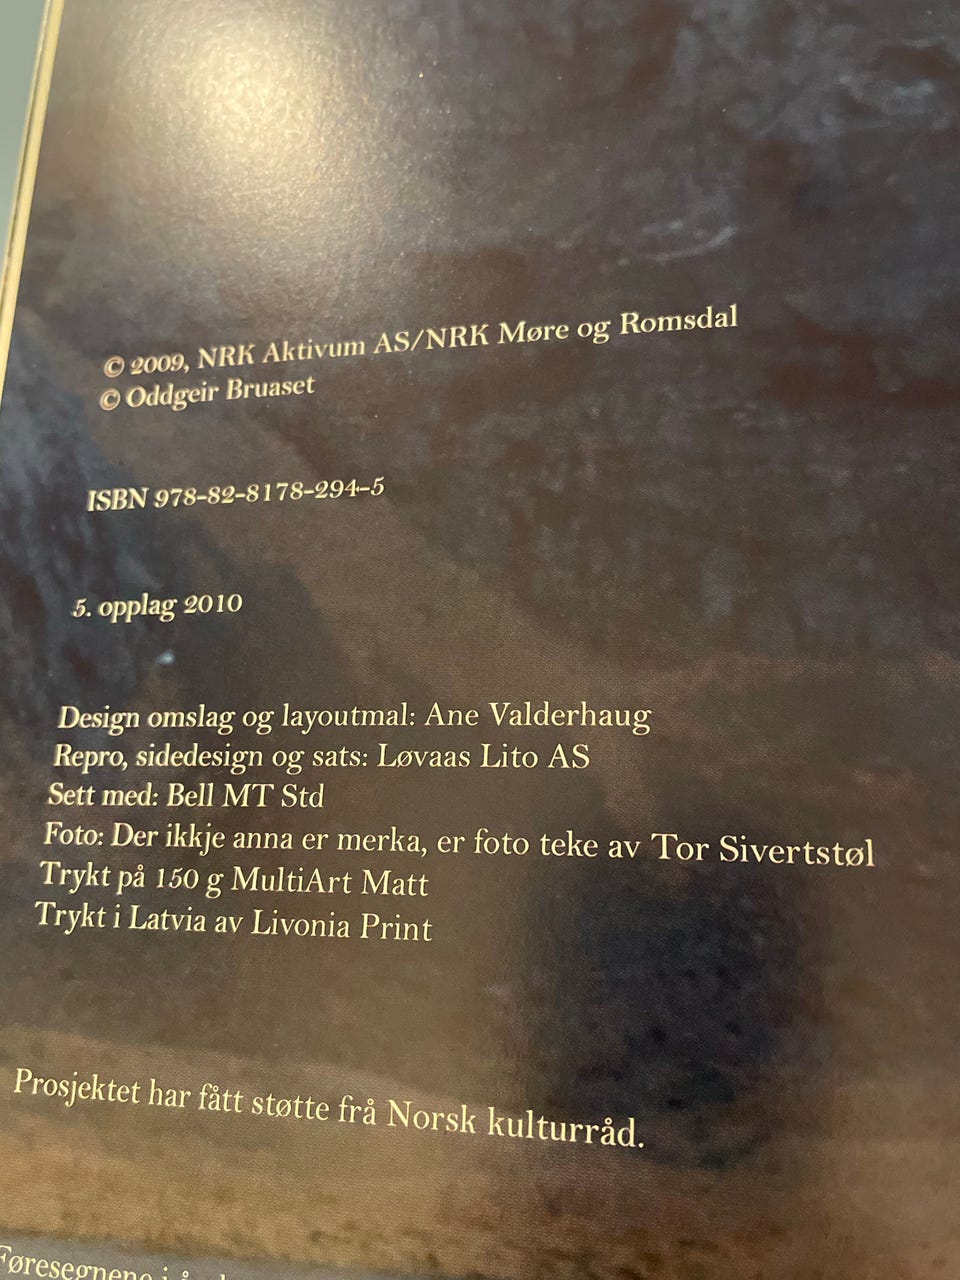 © 2009, NRK Aktivum AS/NRK Møre og Romsdal
© Oddgeir Bruaset
ISBN 978-82-8178-294-5
5. opplag 2010
Design omslag og layoutmal: Ane Valderhaug
Repro, sidedesign og sats: Løvaas Lito AS
Sett med: Bell MT Std
Foto: Der ikkje anna er merka, er foto teke av Tor Sivertstøl
Trykt på 150 g MultiArt Matt
Trykt i Latvia av Livonia Print
Prosjektet har fått støtte frå Norsk kulturråd.
Føresegnene i